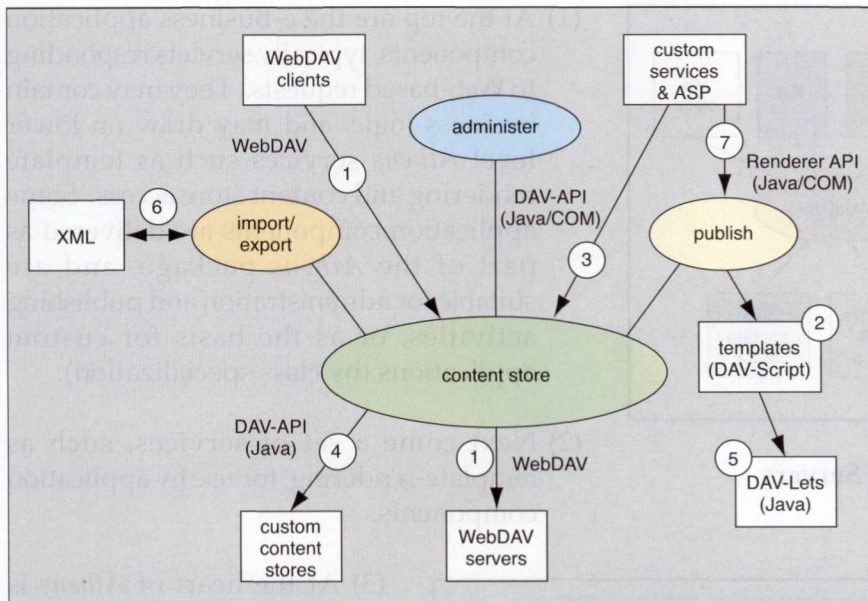 WebDAV
clients
custom
services
& ASP
administer
WebDAV
1
7
DAV-API
(Java/COM)
Renderer API
(Java/COM)
6
XML
import/
export
publish
3
2
templates
(DAV-Script)
content store
DAV-API
(Java)
4
1
WebDAV
5
DAV-Lets
(Java)
custom
content
stores
WebDAV
servers